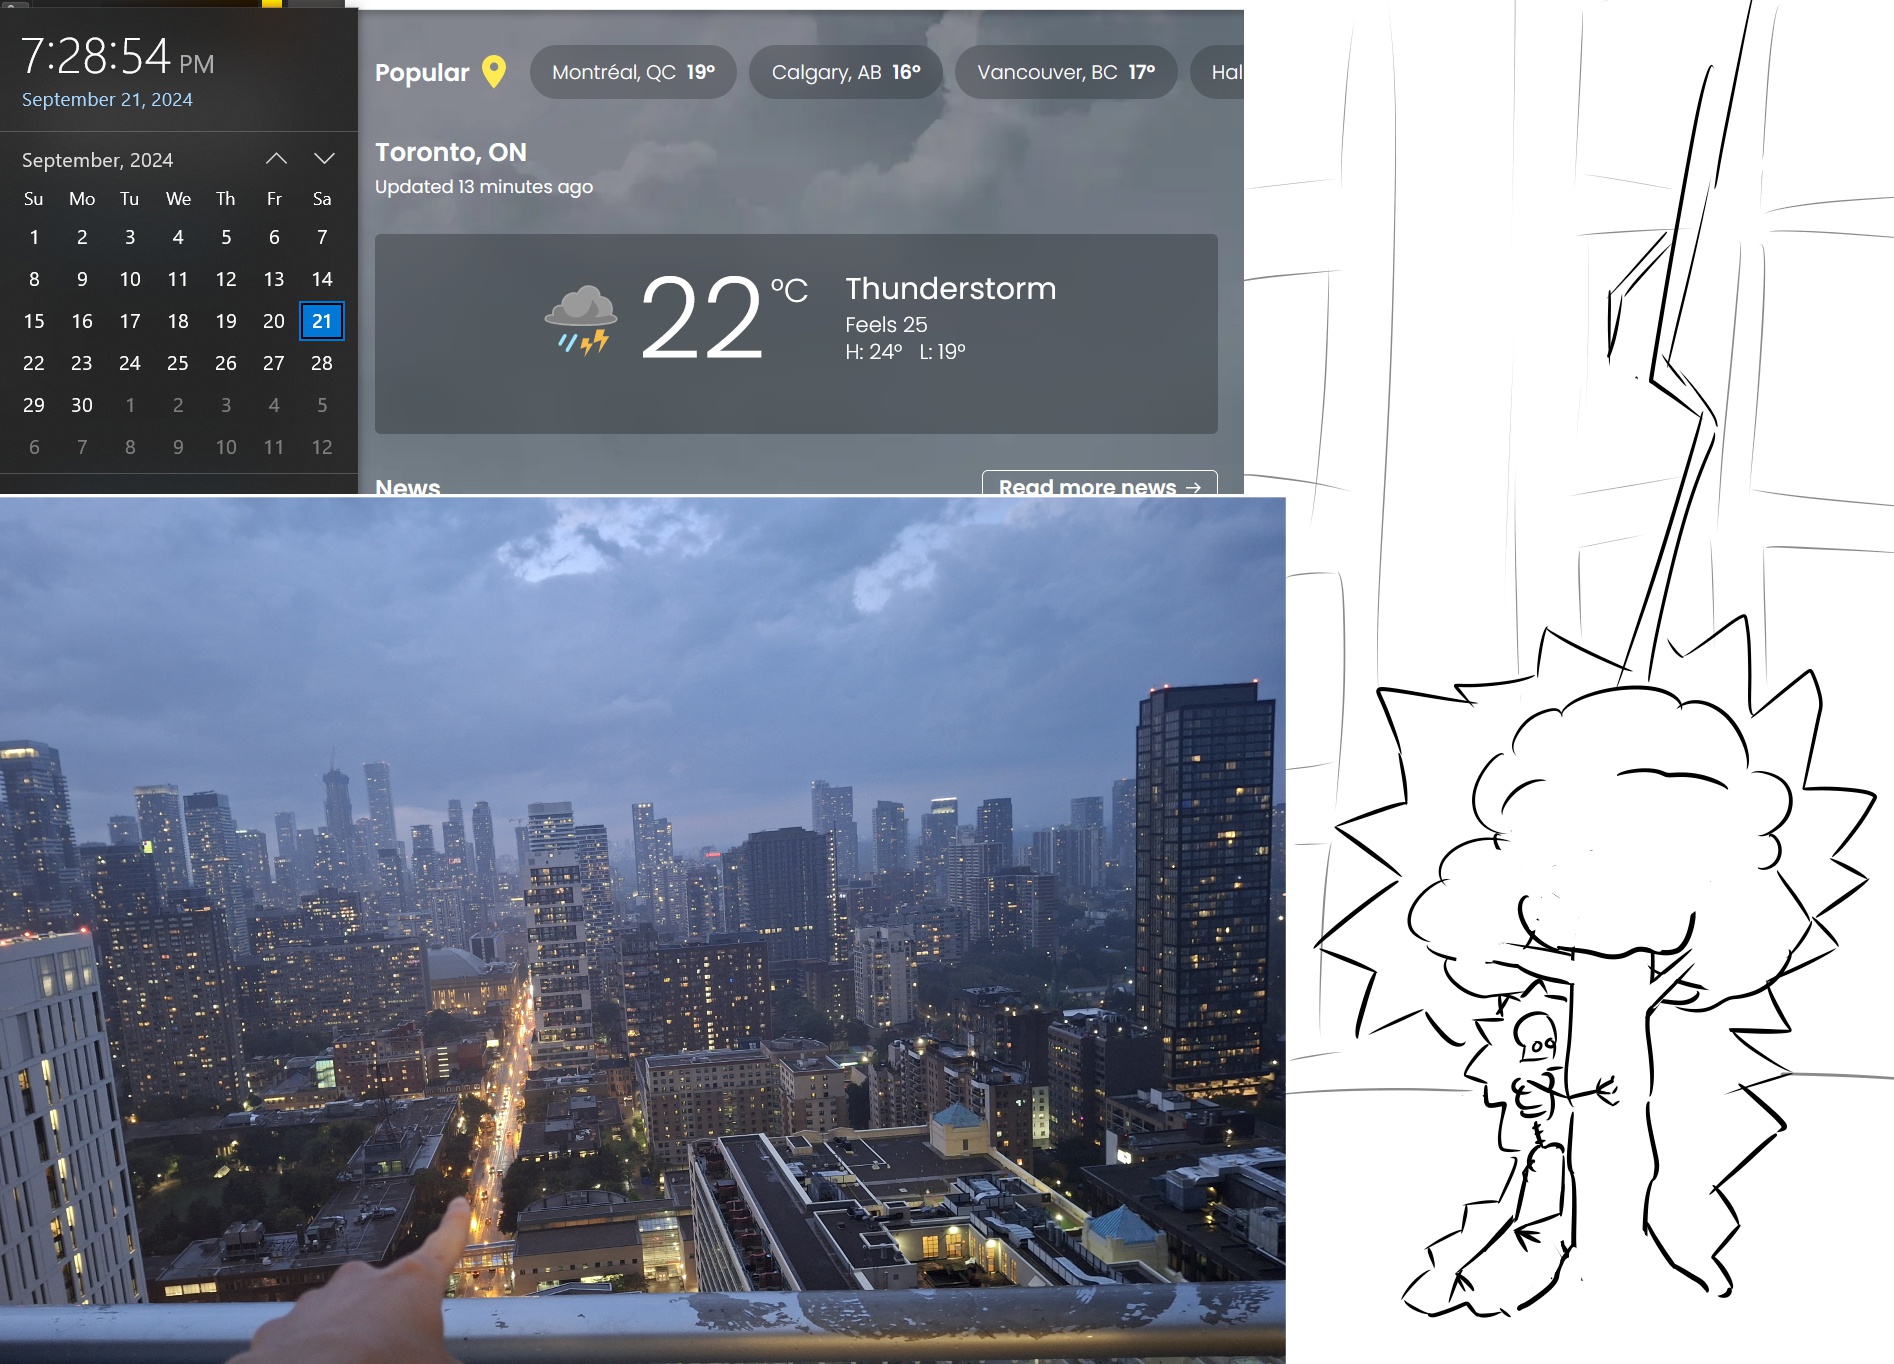 7:28:54 PM
September 21, 2024
September, 2024
Su Mo Tu We Th Fr Sa
1 2 3 4 5 6 7
8 9 10 11 12 13 14
15 16 17 18 19 20 21
22 23 24 25 26 27 28
29 30 1 2 3 4 5
6 7 8 9 10 11 12
Popular Montréal, QC 19° Calgary, AB 16° Vancouver, BC 17° Hal
Toronto, ON
Updated 13 minutes ago
22 °C
Thunderstorm
Feels 25
H: 24° L: 19°
News Read more news →